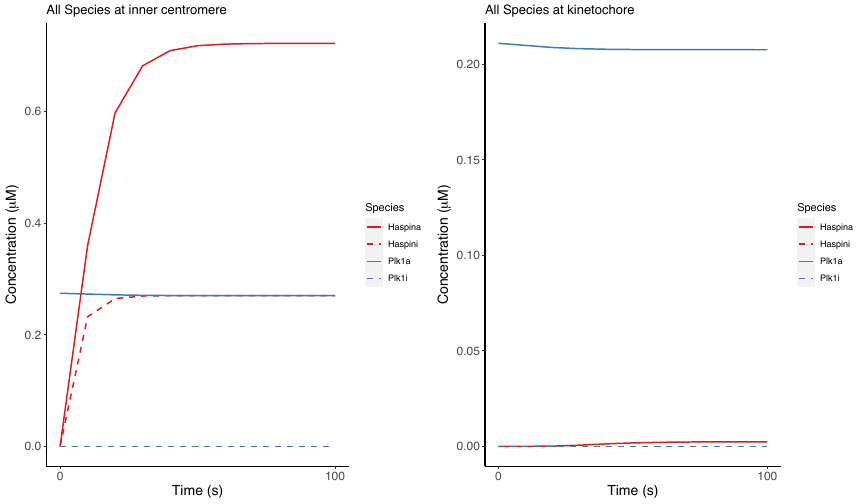 All Species at inner centromere
Concentration (μM)
0.6
0.4
0.2
0.0
0
100
Time (s)
Species
Haspina
Haspini
Plk1a
Plk1i
All Species at kinetochore
Concentration (μM)
0.20
0.15
0.10
0.05
0.00
0
100
Time (s)
Species
Haspina
Haspini
Plk1a
Plk1i